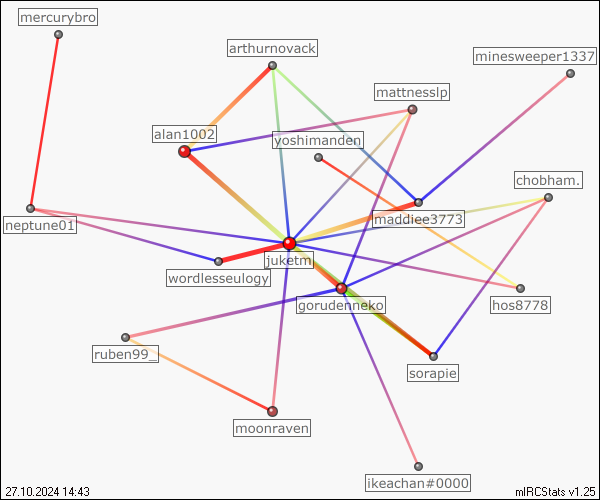 mercurybro
arthurnovack
minesweeper1337
mattnesslp
alan1002
yoshimanden
chobham.
maddiee3773
neptune01
juketm
wordlesseulogy
gorudenneko
hos8778
ruben99_
sorapie
moonraven
ikeachan#0000
27.10.2024 14:43
mIRCStats v1.25